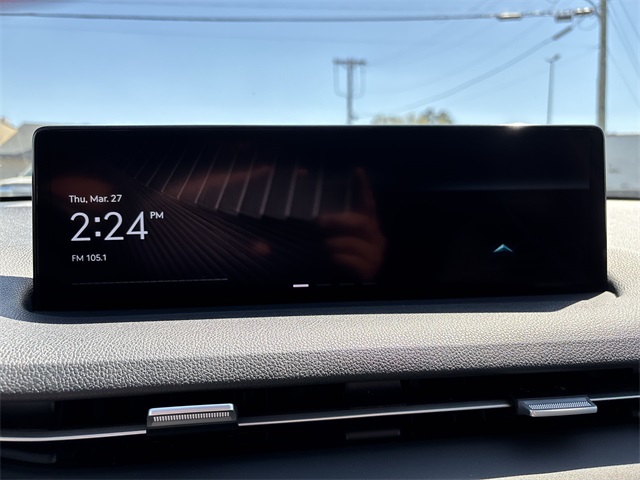 Thu, Mar. 27
2:24 PM
FM 105.1